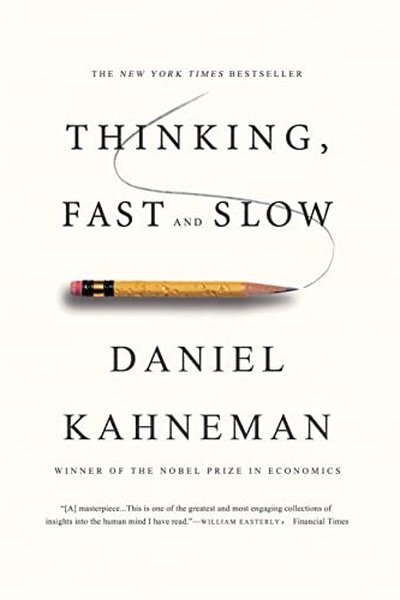 THE NEW YORK TIMES BESTSELLER
THINKING,
FAST AND SLOW
DANIEL
KAHNEMAN
WINNER OF THE NOBEL PRIZE IN ECONOMICS
“[A] masterpiece...This is one of the greatest and most engaging collections of
insights into the human mind I have read.”—WILLIAM EASTERLY, Financial Times